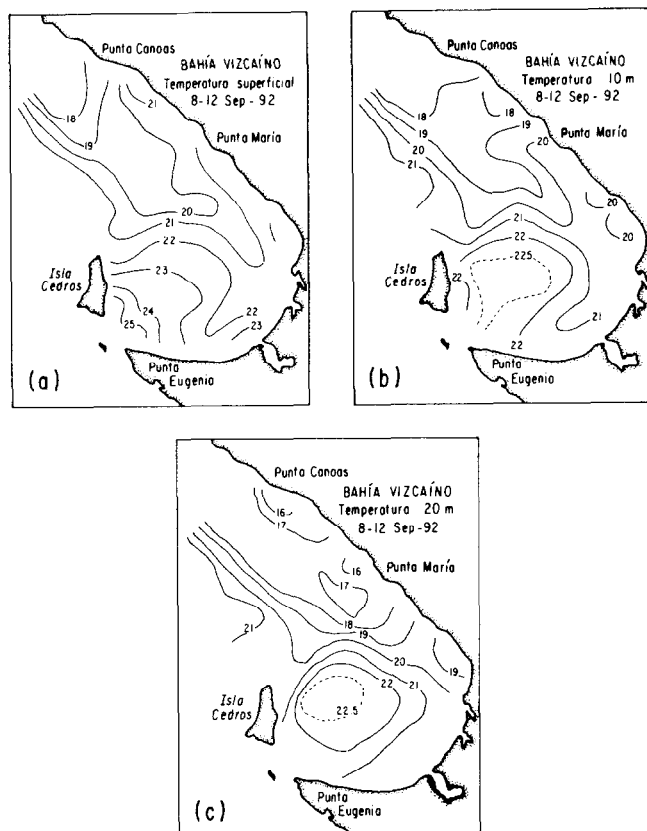 Punta Canoas
BAHÍA VIZCAÍNO
Temperatura superficial
8-12 Sep-92
21
18
Punta María
19
20
21
22
Isla
Cedros
23
24
25
22
23
Punta
Eugenia
(a)
Punta Canoas
BAHÍA VIZCAÍNO
Temperatura 10 m
8-12 Sep-92
18
18
19
19
20
Punta María
20
21
20
21
20
22
22.5
Isla
Cedros
22
21
22
Punta
Eugenia
(b)
Punta Canoas
BAHÍA VIZCAÍNO
Temperatura 20 m
8-12 Sep-92
16
17
16
Punta María
17
18
21
19
20
19
22
21
Isla
Cedros
22.5
Punta
Eugenia
(c)